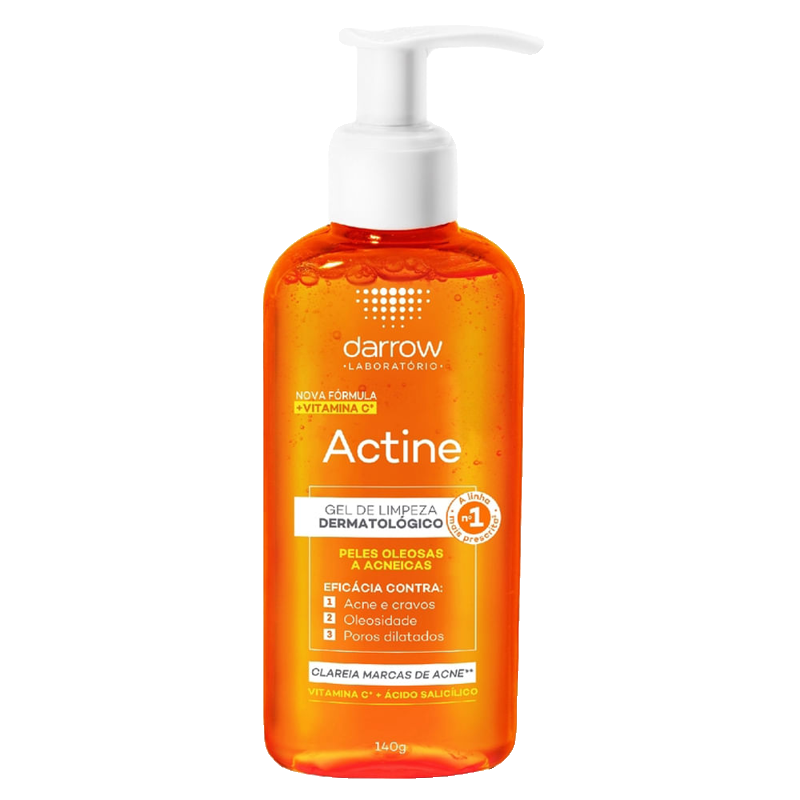 darrow
•LABORATÓRIO•
NOVA FÓRMULA
+VITAMINA C*
Actine
GEL DE LIMPEZA
DERMATOLÓGICO
A linha
nº1
mais prescrita¹
PELES OLEOSAS
A ACNEICAS
EFICÁCIA CONTRA:
1 Acne e cravos
2 Oleosidade
3 Poros dilatados
CLAREIA MARCAS DE ACNE**
VITAMINA C* + ÁCIDO SALICÍLICO
140g